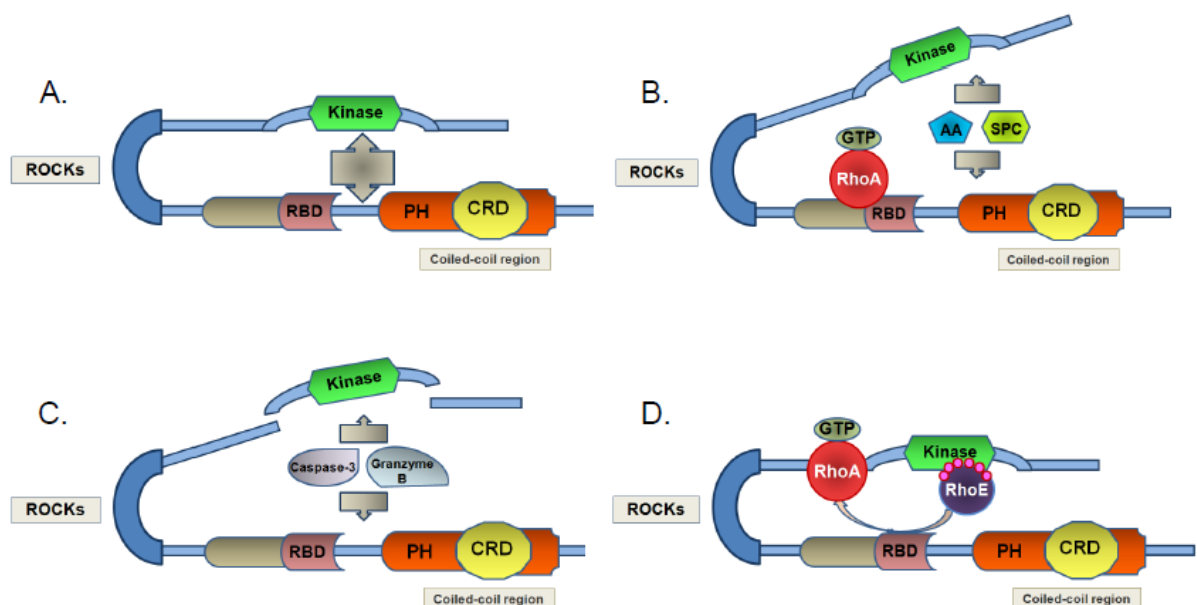 A.
Kinase
ROCKs
RBD
PH
CRD
Coiled-coil region
B.
Kinase
GTP
AA
SPC
ROCKs
RhoA
RBD
PH
CRD
Coiled-coil region
C.
Kinase
Caspase-3
Granzyme
B
ROCKs
RBD
PH
CRD
Coiled-coil region
D.
GTP
Kinase
RhoA
RhoE
ROCKs
RBD
PH
CRD
Coiled-coil region